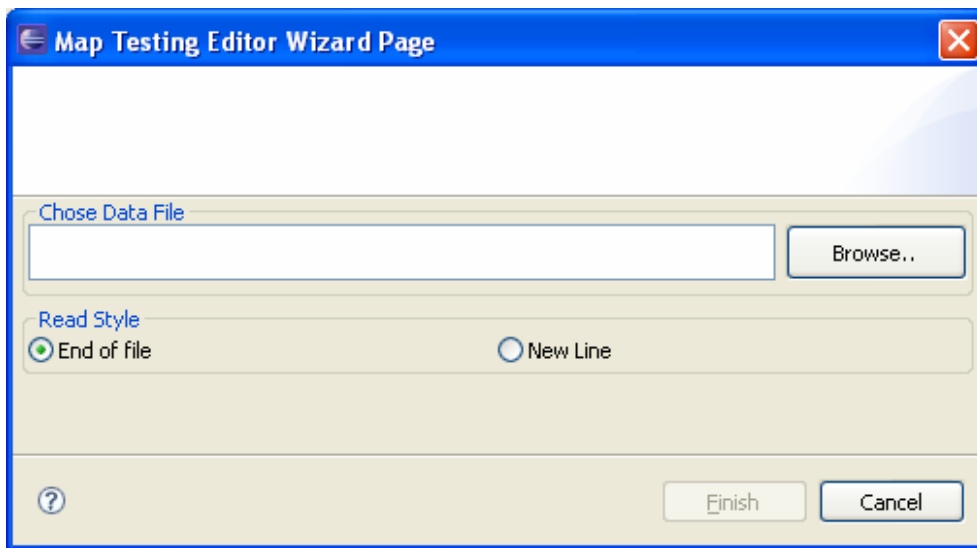 Map Testing Editor Wizard Page
Chose Data File
Browse..
Read Style
End of file
New Line
?
Finish
Cancel